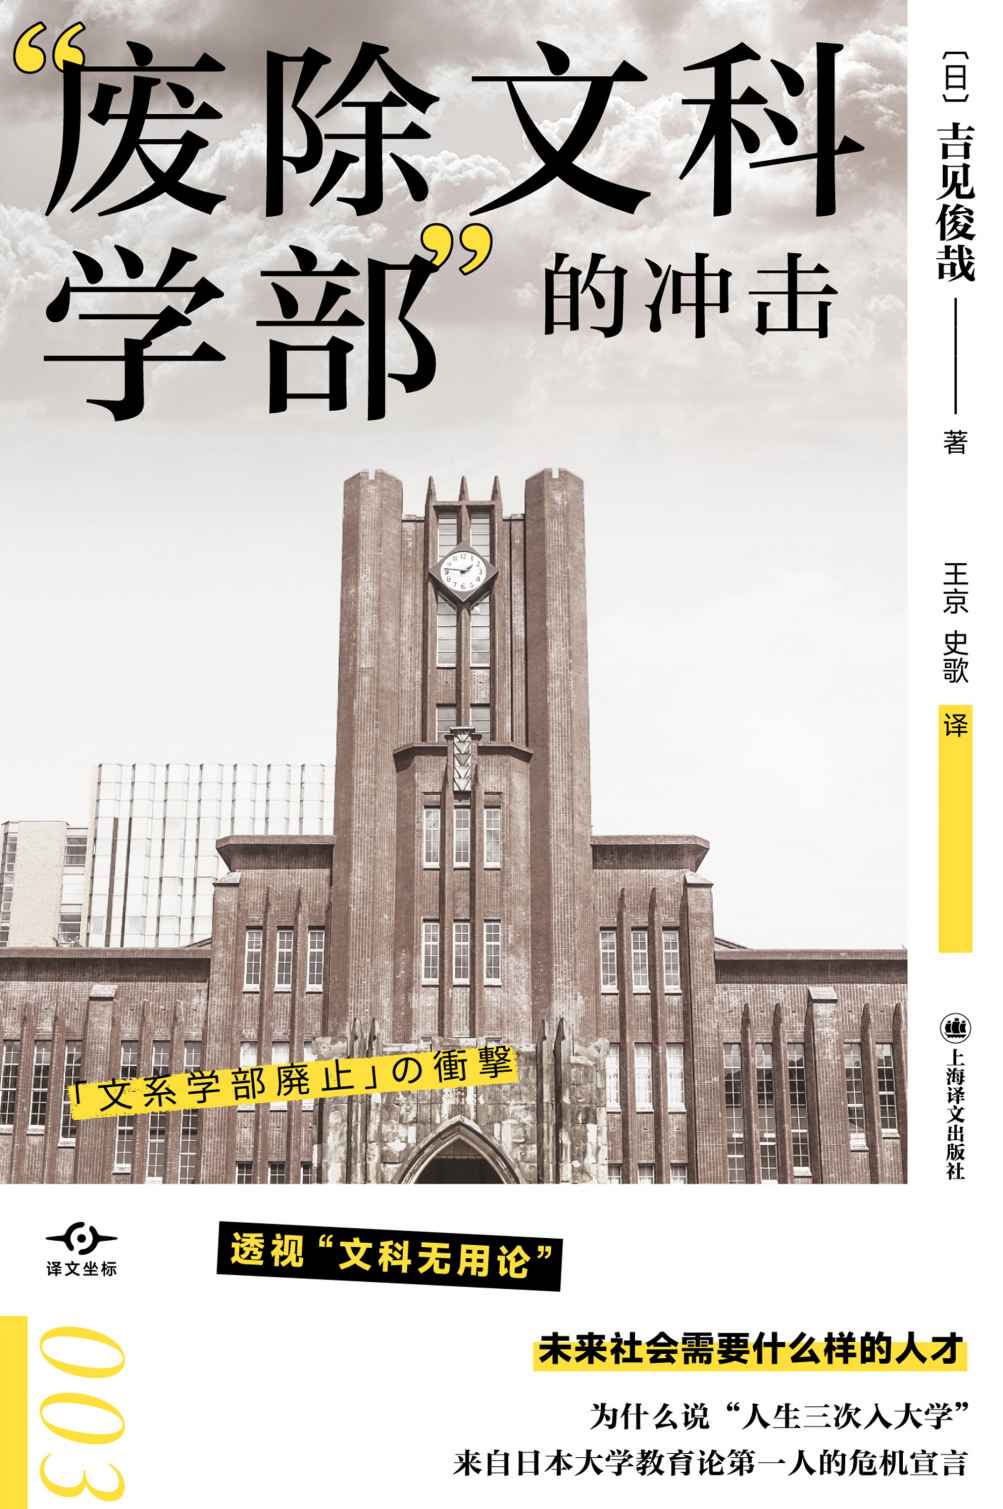 “废除文科
学部”的冲击
〔日〕吉见俊哉——著
王京 史歌 译
上海译文出版社
「文系学部廃止」の衝撃
译文坐标
透视“文科无用论”
003
未来社会需要什么样的人才
为什么说“人生三次入大学”
来自日本大学教育论第一人的危机宣言